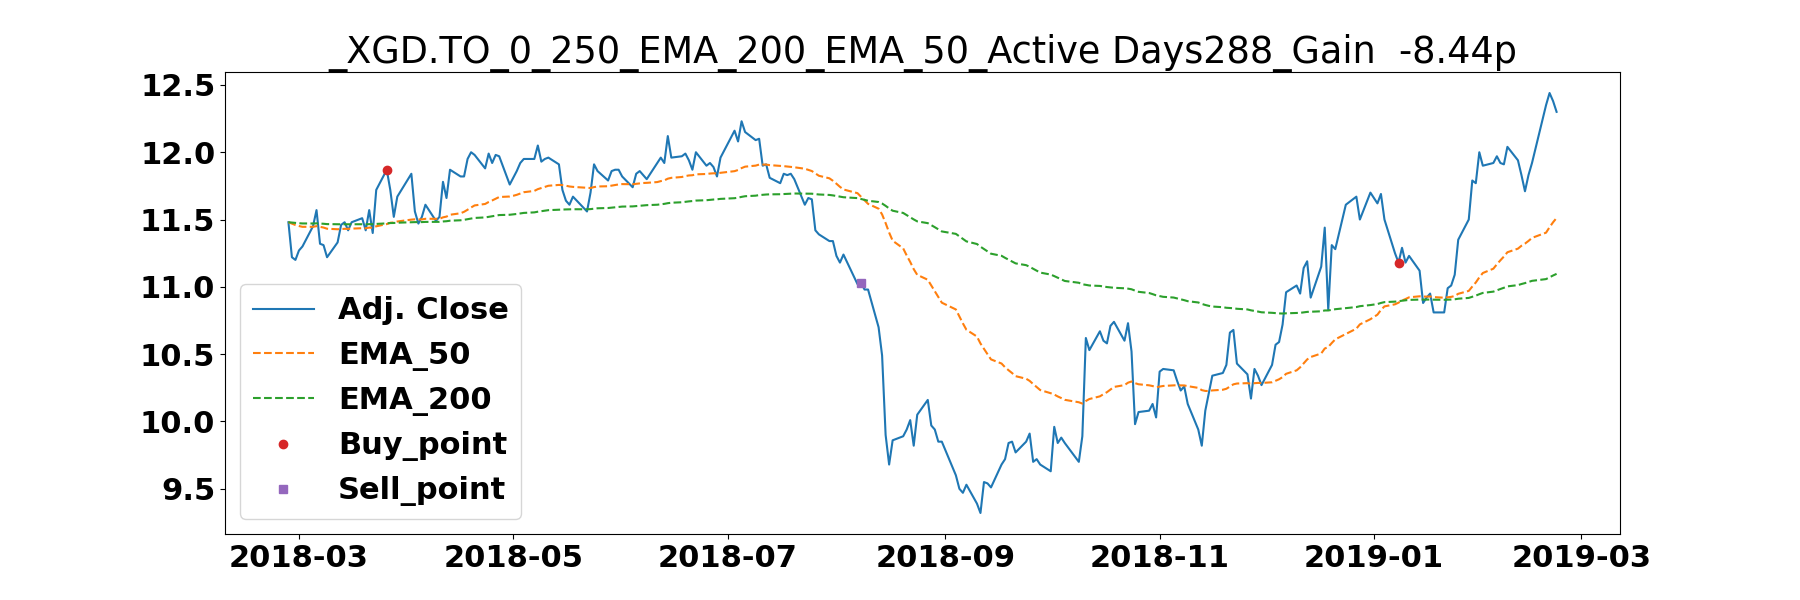 _XGD.TO_0_250_EMA_200_EMA_50_Active Days288_Gain  -8.44p
12.5
12.0
11.5
11.0
10.5
10.0
9.5
Adj. Close
EMA_50
EMA_200
Buy_point
Sell_point
2018-03 2018-05 2018-07 2018-09 2018-11 2019-01 2019-03